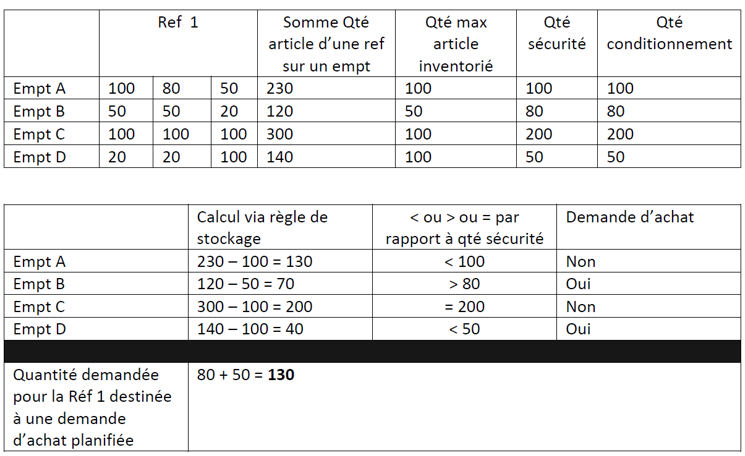 Ref 1 Somme Qté article d'une ref sur un empt Qté max article inventorié Qté sécurité Qté conditionnement
Empt A 100 80 50 230 100 100 100
Empt B 50 50 20 120 50 80 80
Empt C 100 100 100 300 100 200 200
Empt D 20 20 100 140 100 50 50
Calcul via règle de stockage < ou > ou = par rapport à qté sécurité Demande d'achat
Empt A 230 – 100 = 130 < 100 Non
Empt B 120 – 50 = 70 > 80 Oui
Empt C 300 – 100 = 200 = 200 Non
Empt D 140 – 100 = 40 < 50 Oui
Quantité demandée
pour la Réf 1 destinée
à une demande
d'achat planifiée
80 + 50 = 130